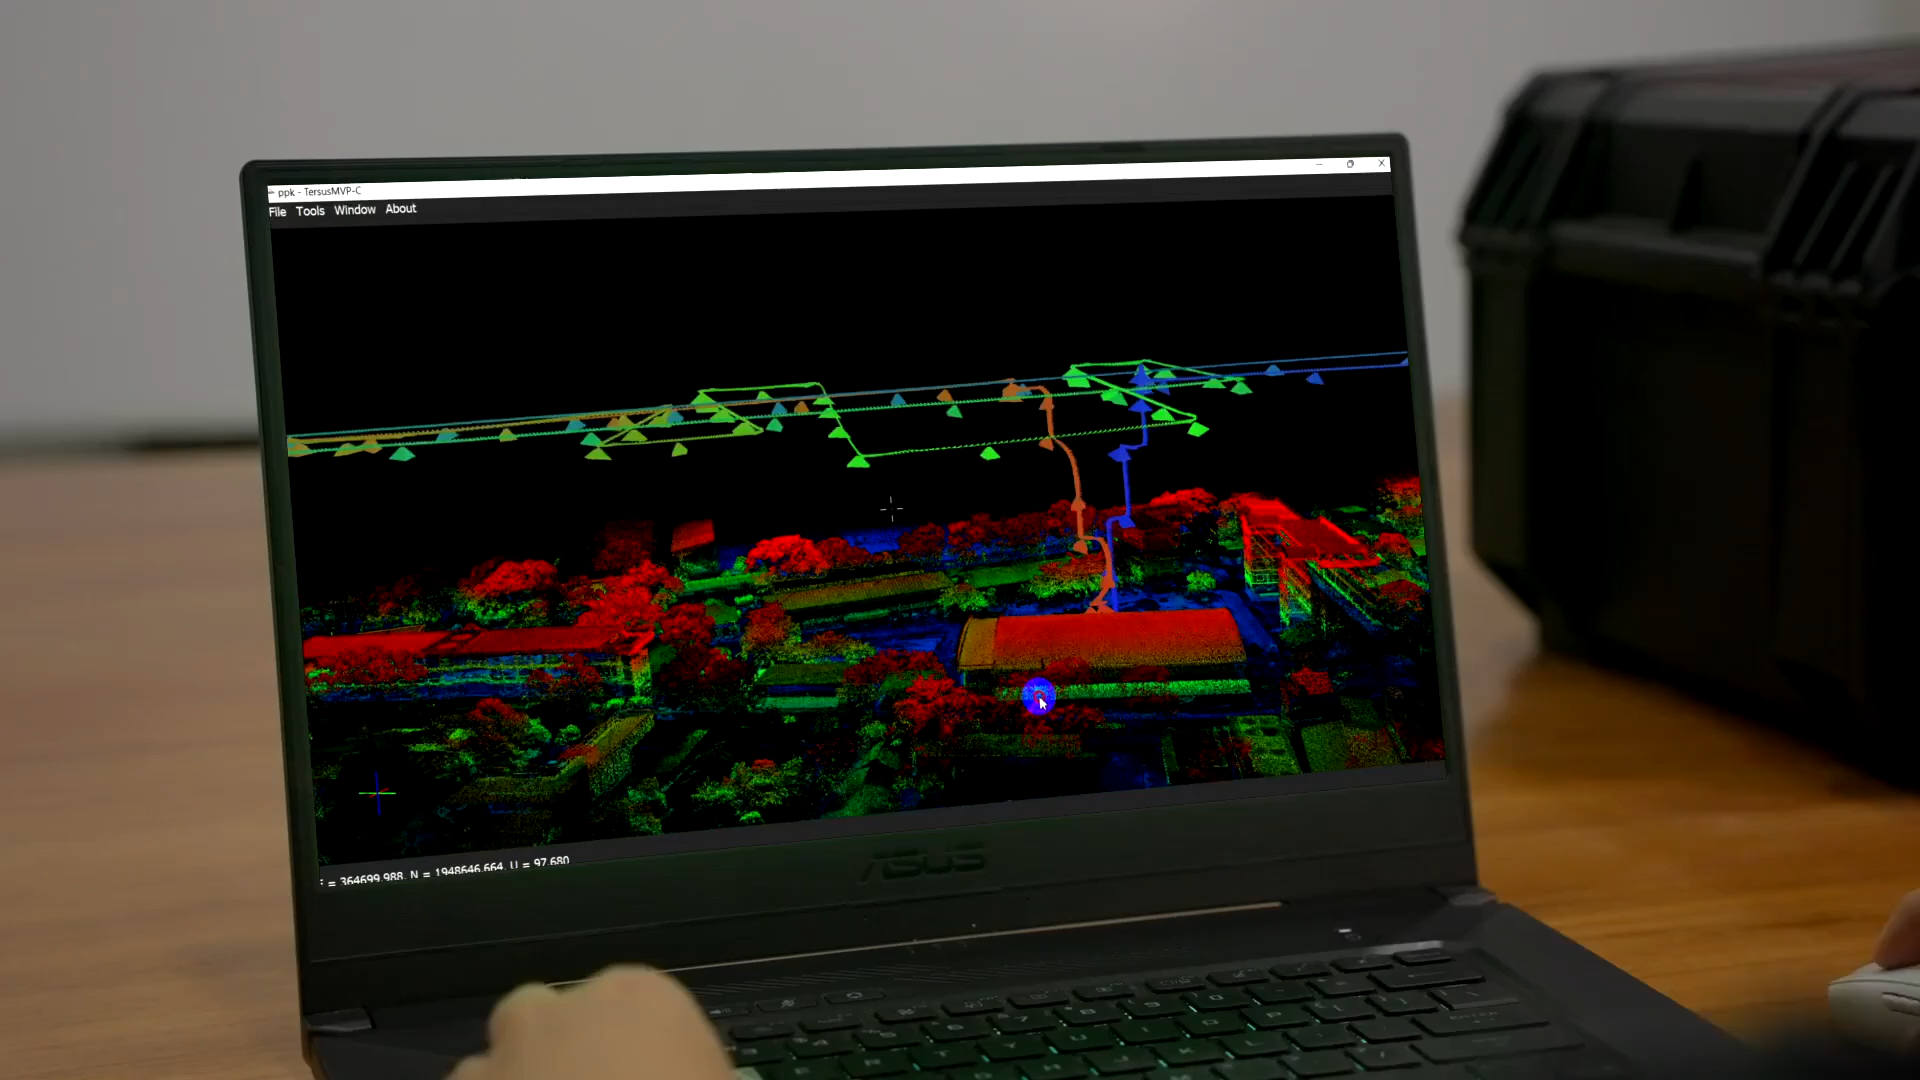 ppk - TersusMVP-C
File Tools Window About
= 364699.988, N = 1948646.664, U = 97.680
ASUS